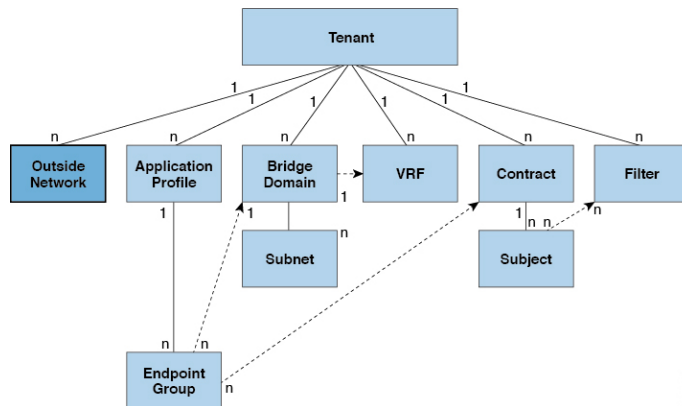 Tenant
1 1 1 1 1 1
n n n n n n
Outside
Network
Application
Profile
Bridge
Domain
VRF
Contract
Filter
1 1 1 1 n n n
n
Subnet
Subject
n n
Endpoint
Group
n